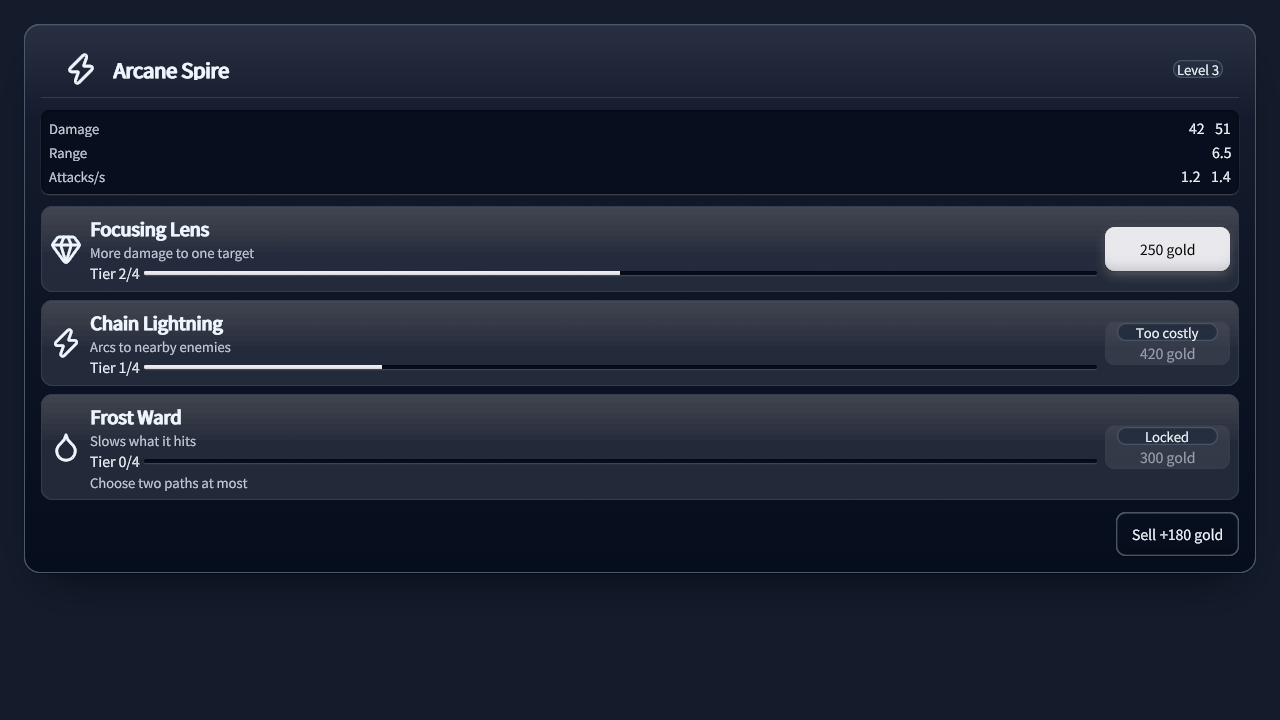 Arcane Spire
Level 3
Damage 42 51
Range 6.5
Attacks/s 1.2 1.4
Focusing Lens
More damage to one target
Tier 2/4
250 gold
Chain Lightning
Arcs to nearby enemies
Tier 1/4
Too costly
420 gold
Frost Ward
Slows what it hits
Tier 0/4
Choose two paths at most
Locked
300 gold
Sell +180 gold